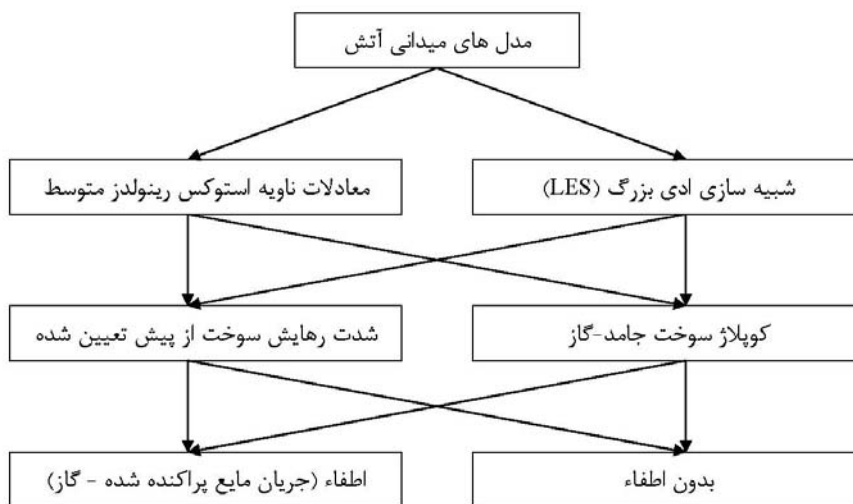 مدل های میدانی آتش
شبیه سازی ادی بزرگ (LES)
معادلات ناویه استوکس رینولدز متوسط
کوپلاژ سوخت جامد-گاز
شدت رهایش سوخت از پیش تعیین شده
بدون اطفاء
اطفاء (جریان مایع پراکنده شده - گاز)